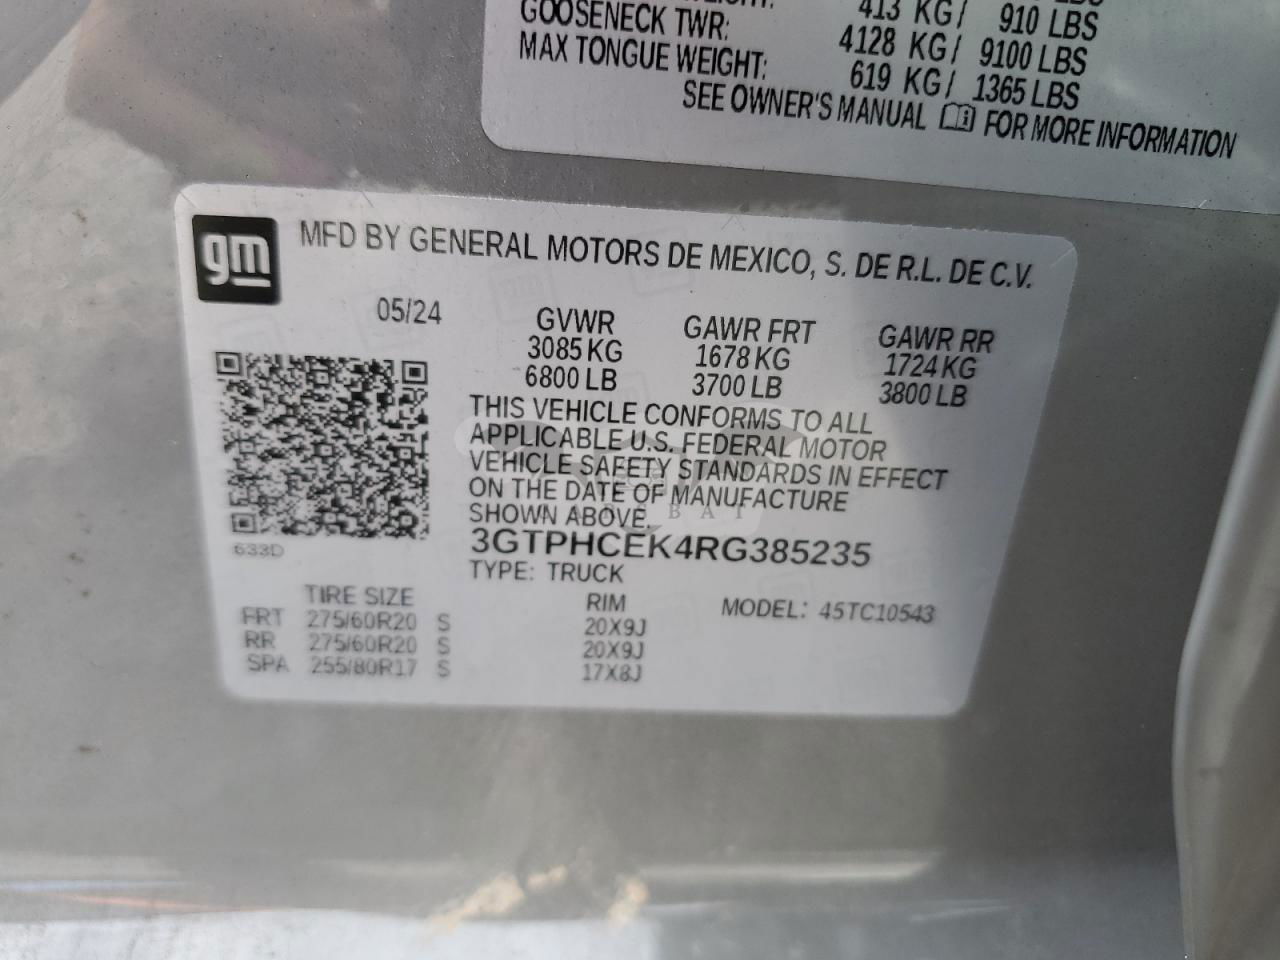 413 KG/ 910 LBS
GOOSENECK TWR: 4128 KG/ 9100 LBS
MAX TONGUE WEIGHT: 619 KG/ 1365 LBS
SEE OWNER'S MANUAL FOR MORE INFORMATION
gm
MFD BY GENERAL MOTORS DE MEXICO, S. DE R.L. DE C.V.
05/24 GVWR GAWR FRT GAWR RR
3085 KG 1678 KG 1724 KG
6800 LB 3700 LB 3800 LB
THIS VEHICLE CONFORMS TO ALL
APPLICABLE U.S. FEDERAL MOTOR
VEHICLE SAFETY STANDARDS IN EFFECT
ON THE DATE OF MANUFACTURE
SHOWN ABOVE.
633D
3GTPHCEK4RG385235
TYPE: TRUCK
TIRE SIZE RIM MODEL: 45TC10543
FRT 275/60R20 S 20X9J
RR 275/60R20 S 20X9J
SPA 255/80R17 S 17X8J